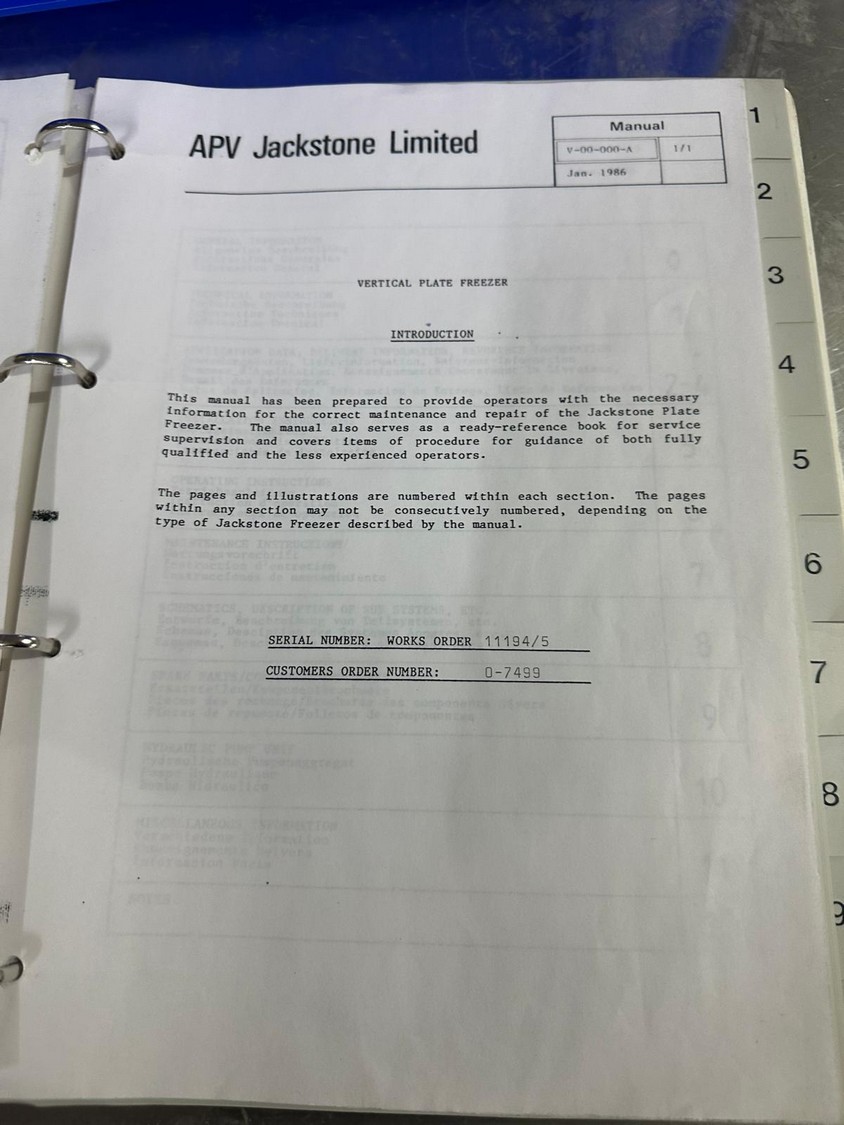 APV Jackstone Limited
Manual
V-00-000-A 1/1
Jan. 1986
VERTICAL PLATE FREEZER
INTRODUCTION
This manual has been prepared to provide operators with the necessary
information for the correct maintenance and repair of the Jackstone Plate
Freezer. The manual also serves as a ready-reference book for service
supervision and covers items of procedure for guidance of both fully
qualified and the less experienced operators.
The pages and illustrations are numbered within each section. The pages
within any section may not be consecutively numbered, depending on the
type of Jackstone Freezer described by the manual.
SERIAL NUMBER: WORKS ORDER 11194/5
CUSTOMERS ORDER NUMBER: 0-7499
1
2
3
4
5
6
7
8
9